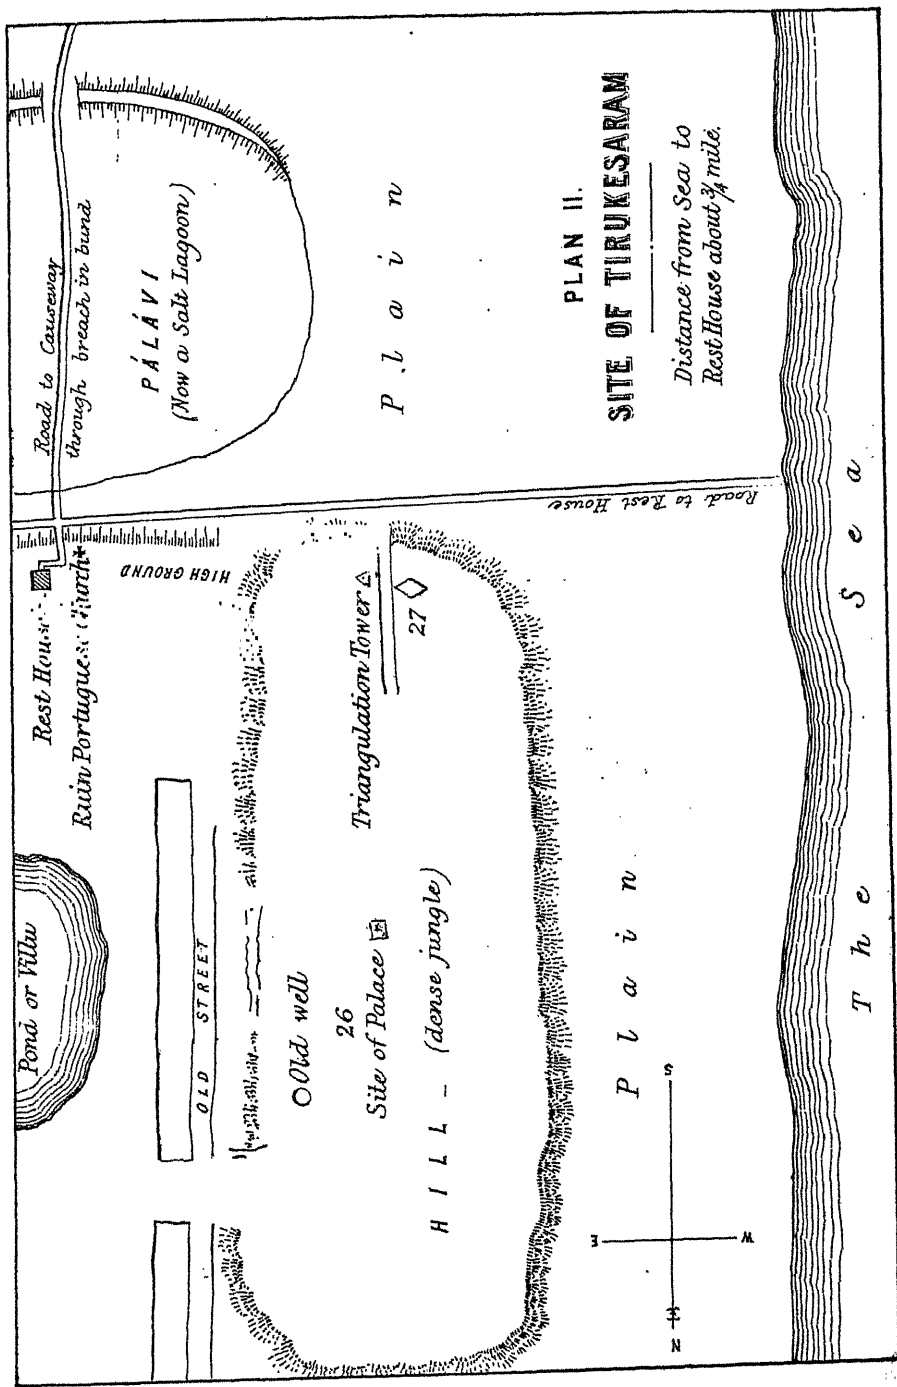 Pond or Villu
Rest House
Ruin Portuguese Church
Road to Causeway
through breach in bund
PÁLÁVI
(Now a Salt Lagoon)
HIGH GROUND
OLD STREET
Old well
26
Site of Palace
Triangulation Tower
27
HILL - (dense jungle)
Plain
Road to Rest House
PLAN II.
SITE OF TIRUKESARAM
Distance from Sea to
Rest House about 3/4 mile.
Plain
N
E
S
W
The Sea